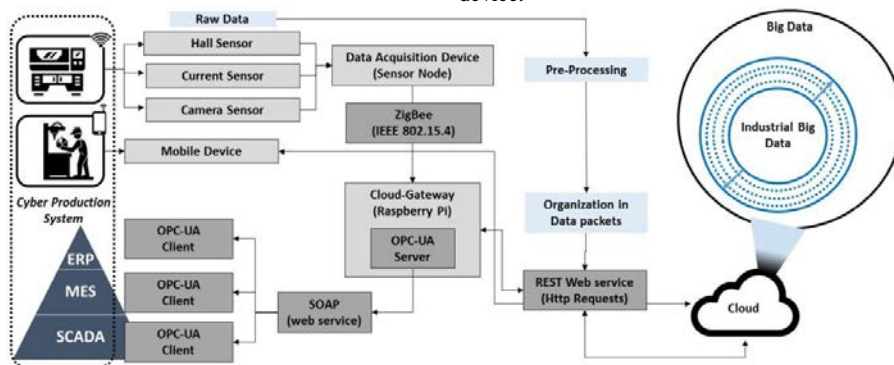 device.
Raw Data
Hall Sensor
Current Sensor
Camera Sensor
Mobile Device
Data Acquisition Device
(Sensor Node)
ZigBee
(IEEE 802.15.4)
Cloud-Gateway
(Raspberry Pi)
OPC-UA
Server
Pre-Processing
Organization in
Data packets
REST Web service
(Http Requests)
Big Data
Industrial Big
Data
Cloud
Cyber Production
System
ERP
MES
SCADA
OPC-UA
Client
OPC-UA
Client
OPC-UA
Client
SOAP
(web service)